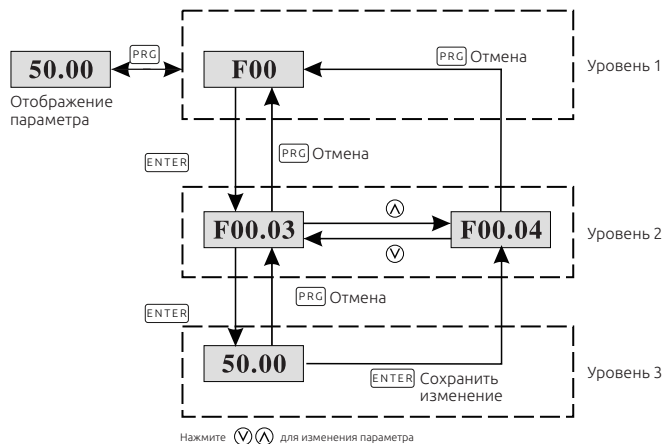 PRG Отмена
PRG
50.00
F00
Уровень 1
Отображение
параметра
PRG Отмена
ENTER
F00.03
F00.04
Уровень 2
PRG Отмена
ENTER
50.00
Уровень 3
ENTER Сохранить
изменение
Нажмите для изменения параметра